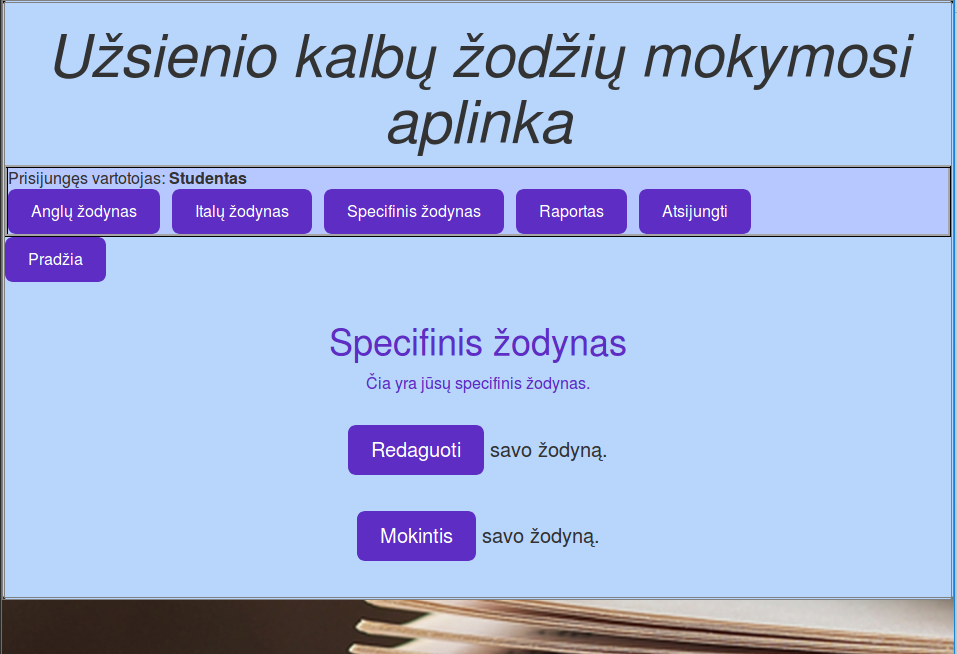 Užsienio kalbų žodžių mokymosi
aplinka
Prisijungęs vartotojas: Studentas
Anglų žodynas Italų žodynas Specifinis žodynas Raportas Atsijungti
Pradžia
Specifinis žodynas
Čia yra jūsų specifinis žodynas.
Redaguoti savo žodyną.
Mokintis savo žodyną.